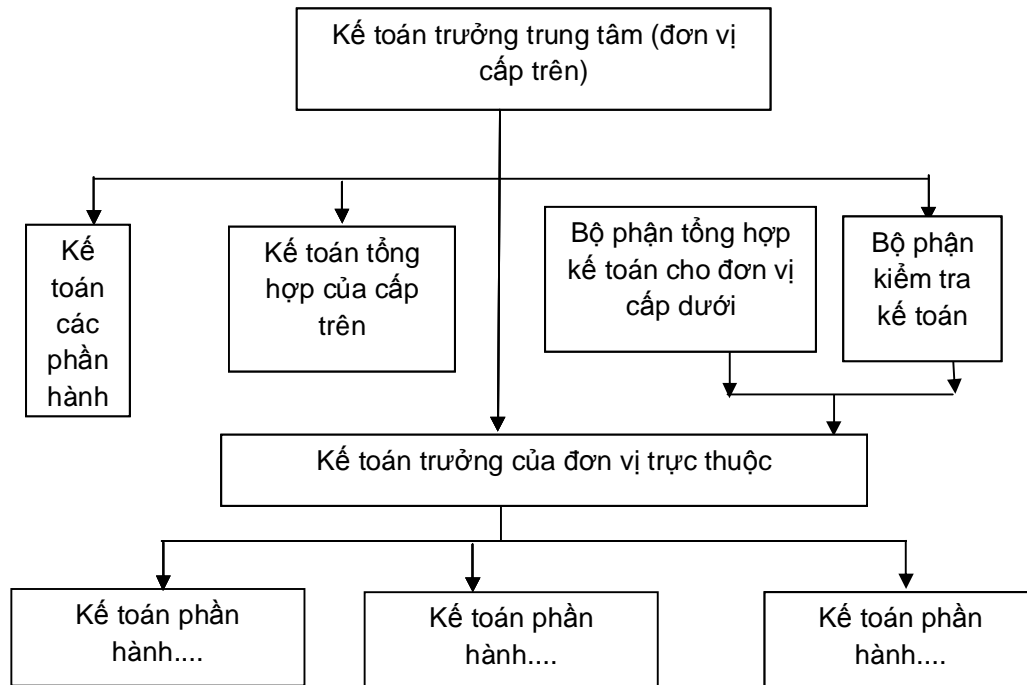 Kế toán trưởng trung tâm (đơn vị
cấp trên)
Kế
toán
các
phần
hành
Kế toán tổng
hợp của cấp
trên
Bộ phận tổng hợp
kế toán cho đơn vị
cấp dưới
Bộ phận
kiểm tra
kế toán
Kế toán trưởng của đơn vị trực thuộc
Kế toán phần
hành....
Kế toán phần
hành....
Kế toán phần
hành....